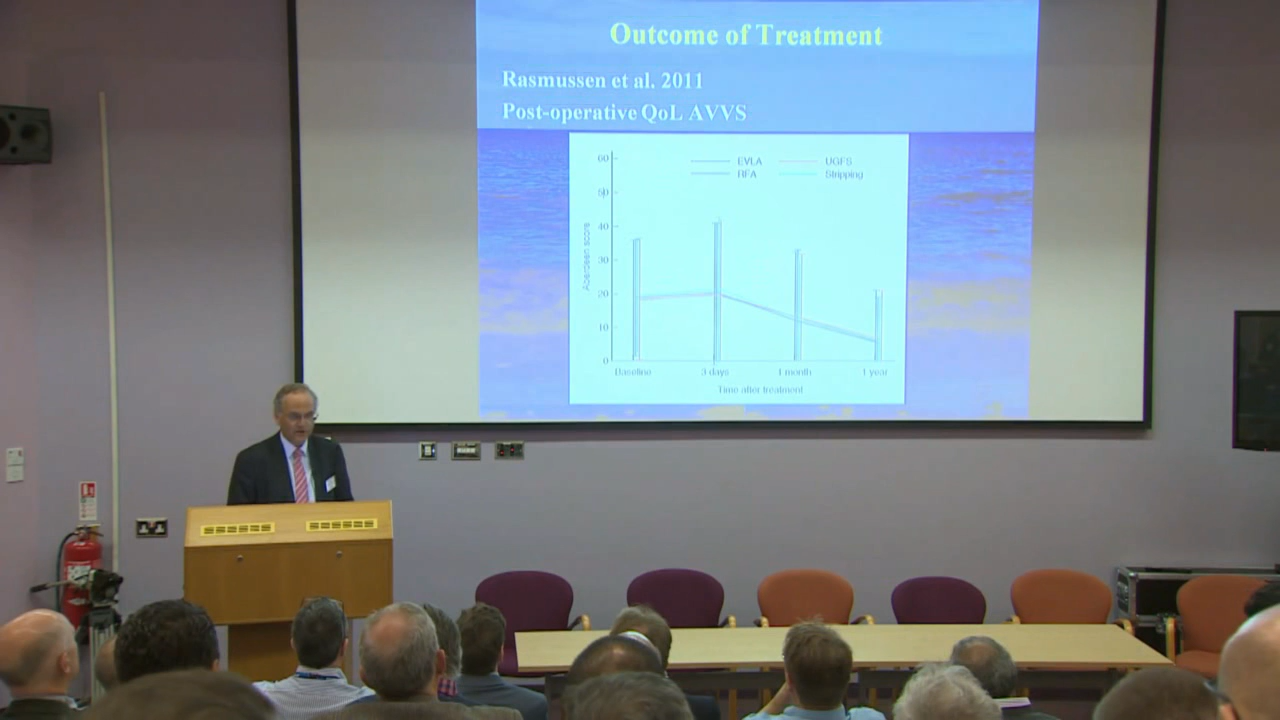 Outcome of Treatment
Rasmussen et al. 2011
Post-operative QoL AVVS
EVLA
UGFS
RFA
Stripping
60
50
40
30
20
10
0
Aberdeen score
Baseline
3 days
1 month
1 year
Time after treatment